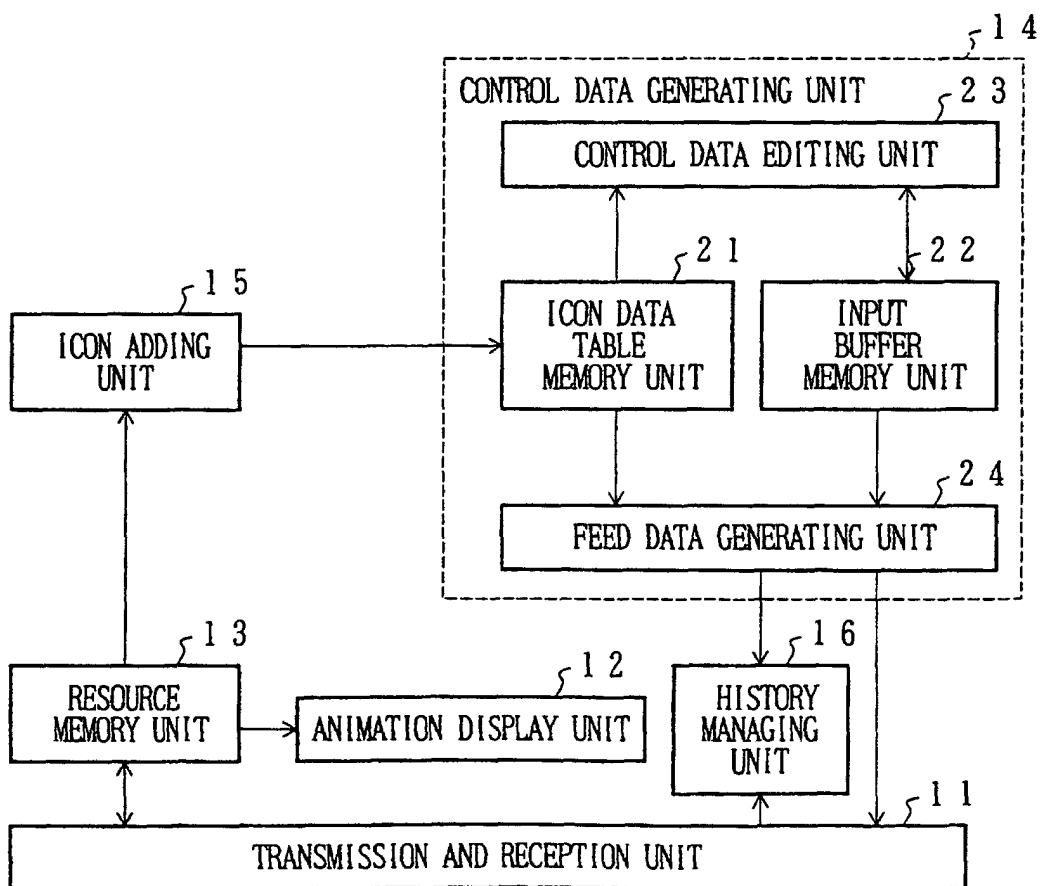 14
CONTROL DATA GENERATING UNIT
23
CONTROL DATA EDITING UNIT
21
22
15
ICON DATA
TABLE
MEMORY UNIT
INPUT
BUFFER
MEMORY UNIT
ICON ADDING
UNIT
24
FEED DATA GENERATING UNIT
13
12
16
RESOURCE
MEMORY UNIT
ANIMATION DISPLAY UNIT
HISTORY
MANAGING
UNIT
11
TRANSMISSION AND RECEPTION UNIT